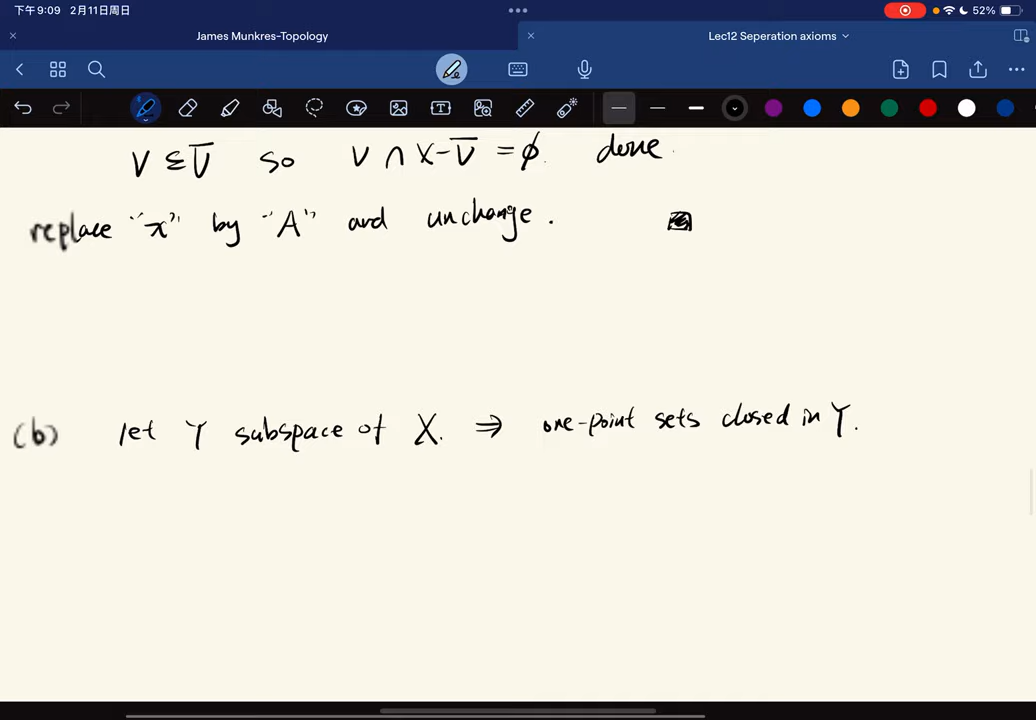 下午9:09 2月11日周日
52%
James Munkres-Topology
Lec12 Seperation axioms
V ⊆ V̅ so V ∩ X-V̅ = ϕ. done.
replace "x" by "A" and unchange.
(b) let Y subspace of X. ⇒ one-point sets closed in Y.